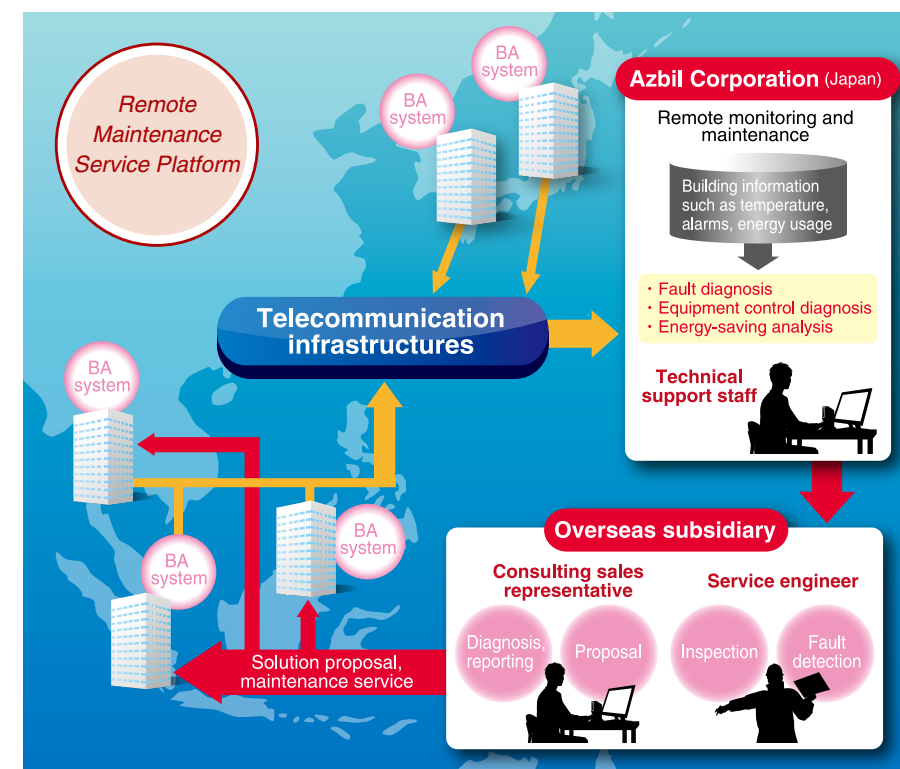 Remote
Maintenance
Service Platform
BA
system
BA
system
Azbil Corporation (Japan)
Remote monitoring and
maintenance
Building information
such as temperature,
alarms, energy usage
・Fault diagnosis
・Equipment control diagnosis
・Energy-saving analysis
Technical
support staff
Telecommunication
infrastructures
BA
system
BA
system
BA
system
Solution proposal,
maintenance service
Overseas subsidiary
Consulting sales
representative
Diagnosis,
reporting
Proposal
Service engineer
Inspection
Fault
detection